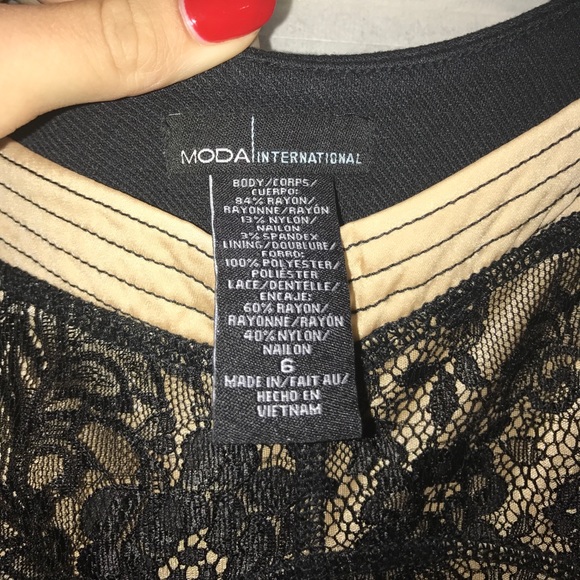 MODA INTERNATIONAL
BODY/CORPS/
CUERPO:
84% RAYON/
RAYONNE/RAYÓN
13% NYLON/
NAILON
3% SPANDEX
LINING/DOUBLURE/
FORRO:
100% POLYESTER/
POLIÉSTER
LACE/DENTELLE/
ENCAJE:
60% RAYON/
RAYONNE/RAYÓN
40% NYLON/
NAILON
6
MADE IN/FAIT AU/
HECHO EN
VIETNAM